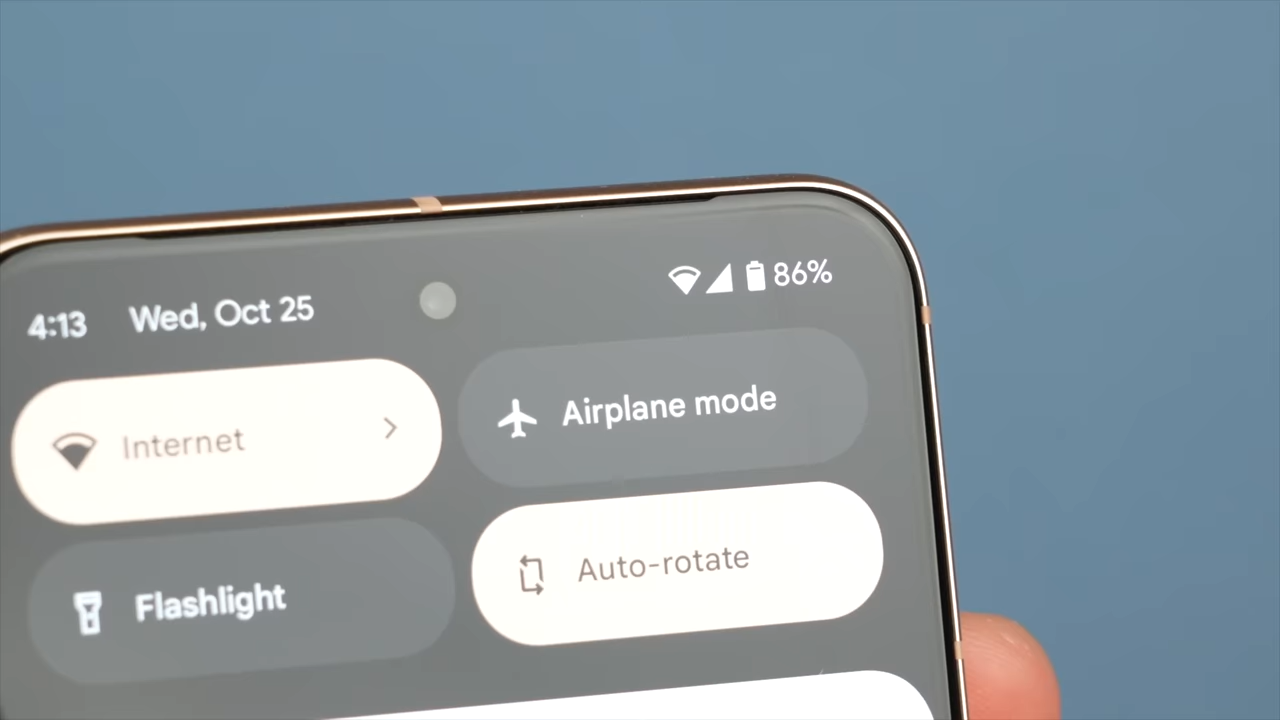 4:13 Wed, Oct 25 86%
Internet Airplane mode
Flashlight Auto-rotate